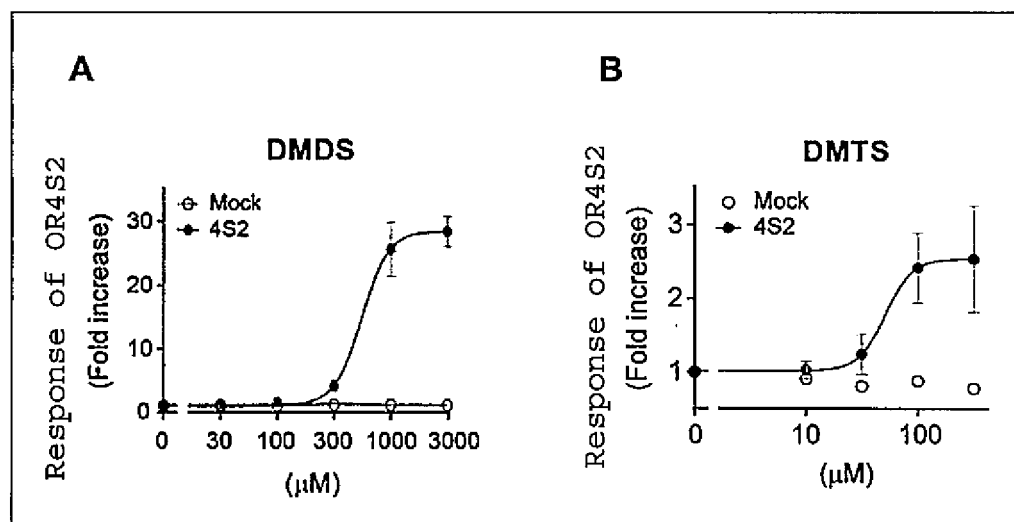 A
DMDS
Response of OR4S2
(Fold increase)
Mock
4S2
30
20
10
0
0 30 100 300 1000 3000
(μM)
B
DMTS
Response of OR4S2
(Fold increase)
Mock
4S2
3
2
1
0 10 100
(μM)